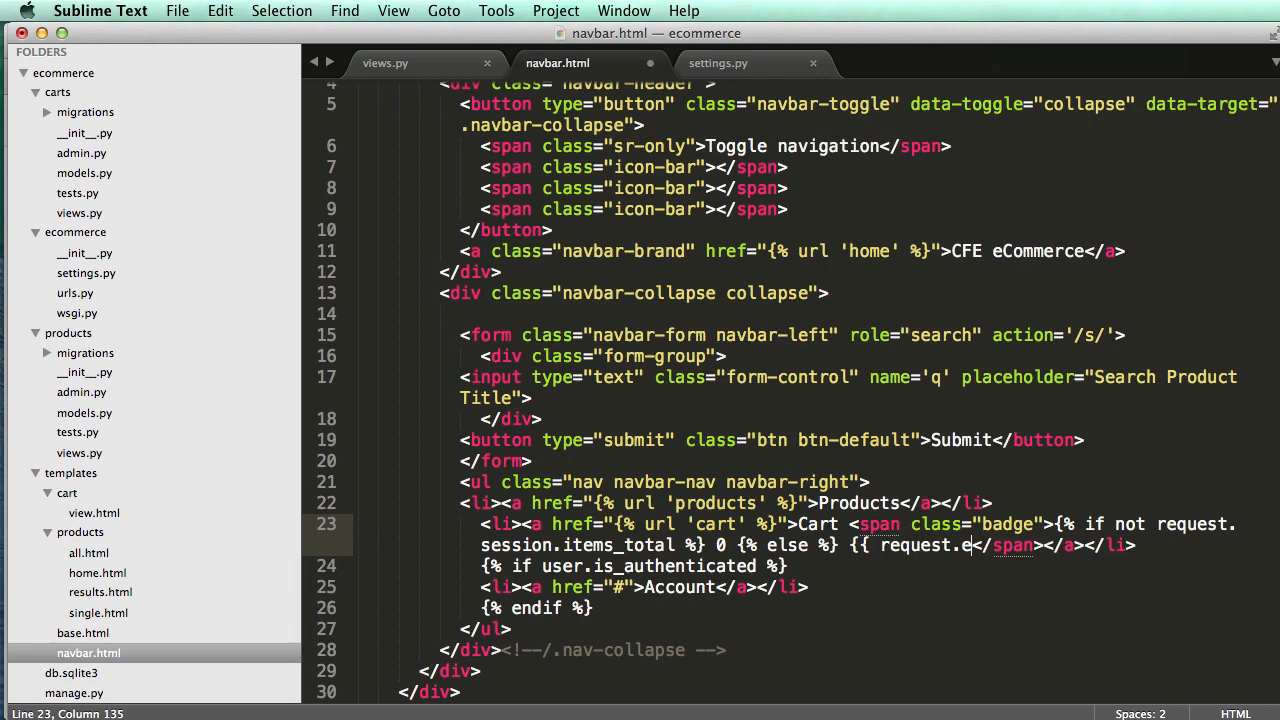 Sublime Text File Edit Selection Find View Goto Tools Project Window Help
navbar.html — ecommerce
FOLDERS
ecommerce
carts
migrations
__init__.py
admin.py
models.py
tests.py
views.py
ecommerce
__init__.py
settings.py
urls.py
wsgi.py
products
migrations
__init__.py
admin.py
models.py
tests.py
views.py
templates
cart
view.html
products
all.html
home.html
results.html
single.html
base.html
navbar.html
db.sqlite3
manage.py
views.py navbar.html settings.py
4 <div class="navbar-header">
5 <button type="button" class="navbar-toggle" data-toggle="collapse" data-target="
.navbar-collapse">
6 <span class="sr-only">Toggle navigation</span>
7 <span class="icon-bar"></span>
8 <span class="icon-bar"></span>
9 <span class="icon-bar"></span>
10 </button>
11 <a class="navbar-brand" href="{% url 'home' %}">CFE eCommerce</a>
12 </div>
13 <div class="navbar-collapse collapse">
14
15 <form class="navbar-form navbar-left" role="search" action='/s/'>
16 <div class="form-group">
17 <input type="text" class="form-control" name='q' placeholder="Search Product
Title">
18 </div>
19 <button type="submit" class="btn btn-default">Submit</button>
20 </form>
21 <ul class="nav navbar-nav navbar-right">
22 <li><a href="{% url 'products' %}">Products</a></li>
23 <li><a href="{% url 'cart' %}">Cart <span class="badge">{% if not request.
session.items_total %} 0 {% else %} {{ request.e</span></a></li>
24 {% if user.is_authenticated %}
25 <li><a href="#">Account</a></li>
26 {% endif %}
27 </ul>
28 </div><!--/.nav-collapse -->
29 </div>
30 </div>
Line 23, Column 135 Spaces: 2 HTML